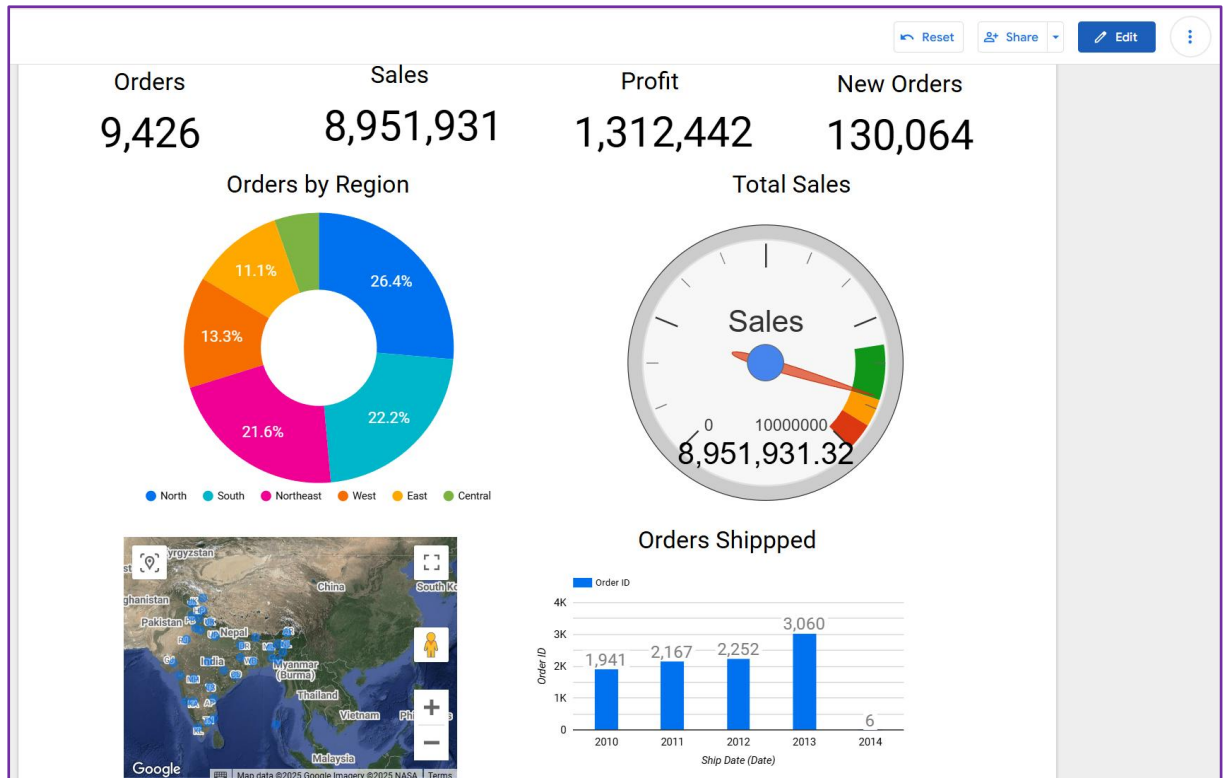 Reset
Share
Edit
Orders
Sales
Profit
New Orders
9,426
8,951,931
1,312,442
130,064
Orders by Region
Total Sales
11.1%
26.4%
13.3%
22.2%
21.6%
North South Northeast West East Central
Sales
0
10000000
8,951,931.32
yrgyzstan
ghanistan
China
South Ko
Pakistan
Nepal
India
Myanmar
(Burma)
Thailand
Vietnam
Malaysia
Google
Map data ©2025 Google Imagery ©2025 NASA
Terms
Orders Shippped
Order ID
4K
3K
2K
1K
0
Order ID
1,941
2,167
2,252
3,060
6
2010
2011
2012
2013
2014
Ship Date (Date)